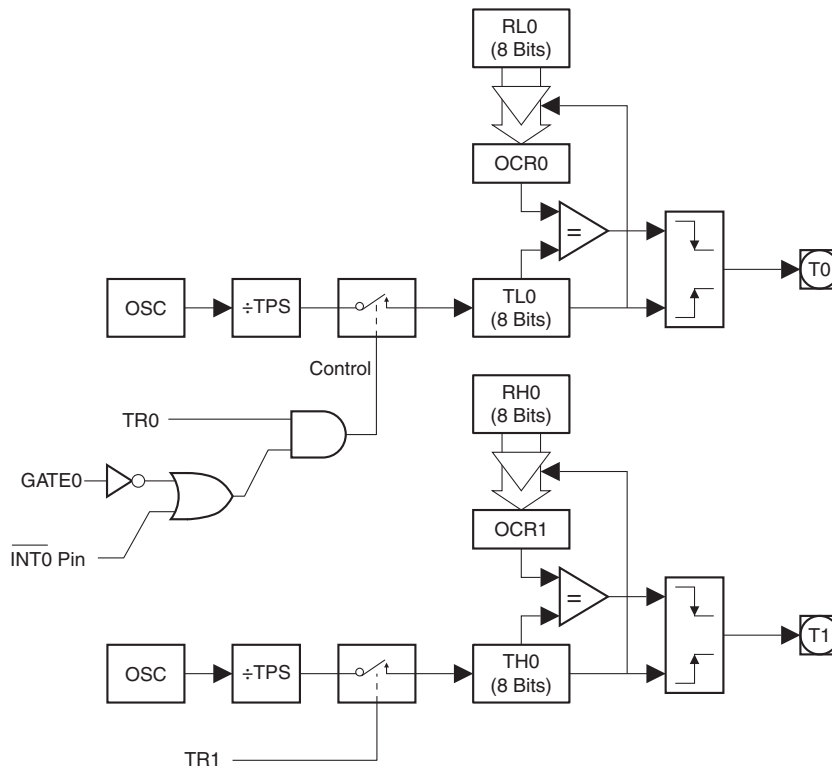 RL0
(8 Bits)
OCR0
=
T0
OSC
÷TPS
TL0
(8 Bits)
Control
TR0
RH0
(8 Bits)
GATE0
OCR1
INT0 Pin
=
T1
OSC
÷TPS
TH0
(8 Bits)
TR1